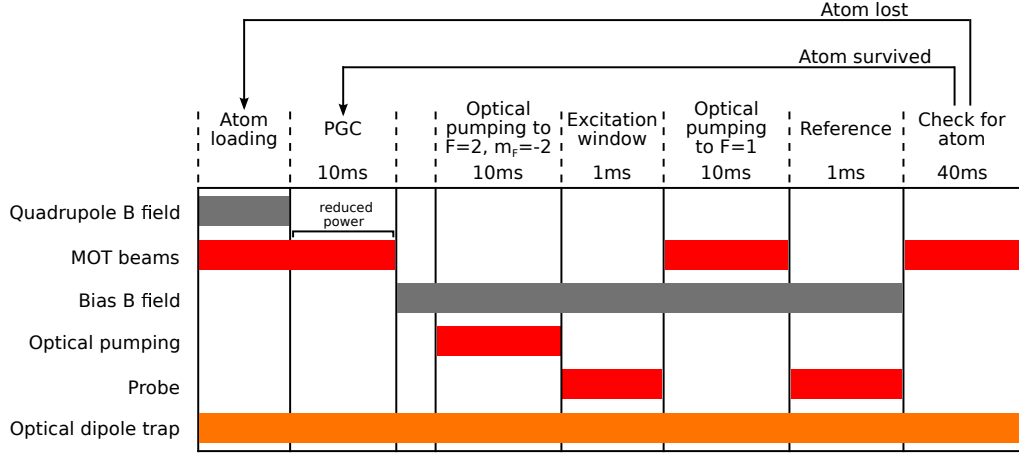 Atom lost
Atom survived
Atom
loading
PGC
10ms
Optical
pumping to
F=2, mF=-2
10ms
Excitation
window
1ms
Optical
pumping
to F=1
10ms
Reference
1ms
Check for
atom
40ms
Quadrupole B field
reduced
power
MOT beams
Bias B field
Optical pumping
Probe
Optical dipole trap